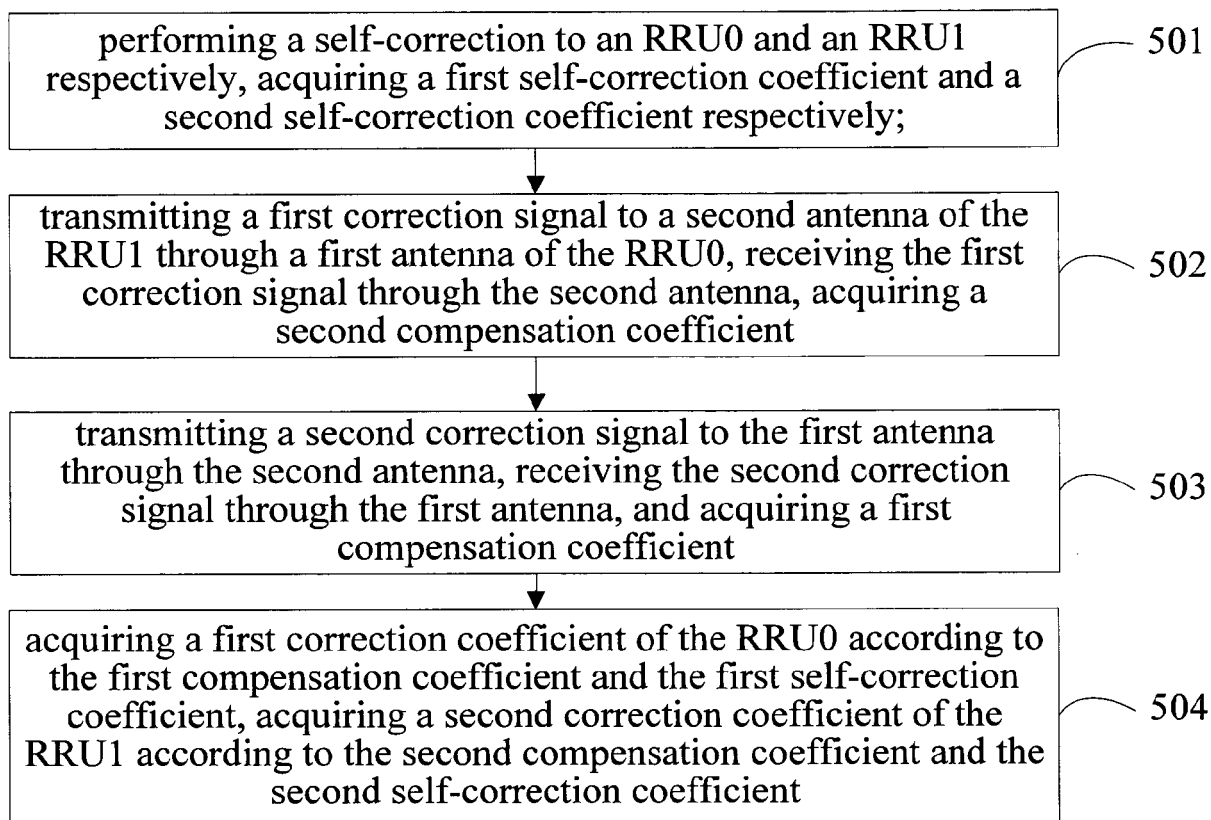 performing a self-correction to an RRU0 and an RRU1
respectively, acquiring a first self-correction coefficient and a
second self-correction coefficient respectively;
501
transmitting a first correction signal to a second antenna of the
RRU1 through a first antenna of the RRU0, receiving the first
correction signal through the second antenna, acquiring a
second compensation coefficient
502
transmitting a second correction signal to the first antenna
through the second antenna, receiving the second correction
signal through the first antenna, and acquiring a first
compensation coefficient
503
acquiring a first correction coefficient of the RRU0 according to
the first compensation coefficient and the first self-correction
coefficient, acquiring a second correction coefficient of the
RRU1 according to the second compensation coefficient and the
second self-correction coefficient
504